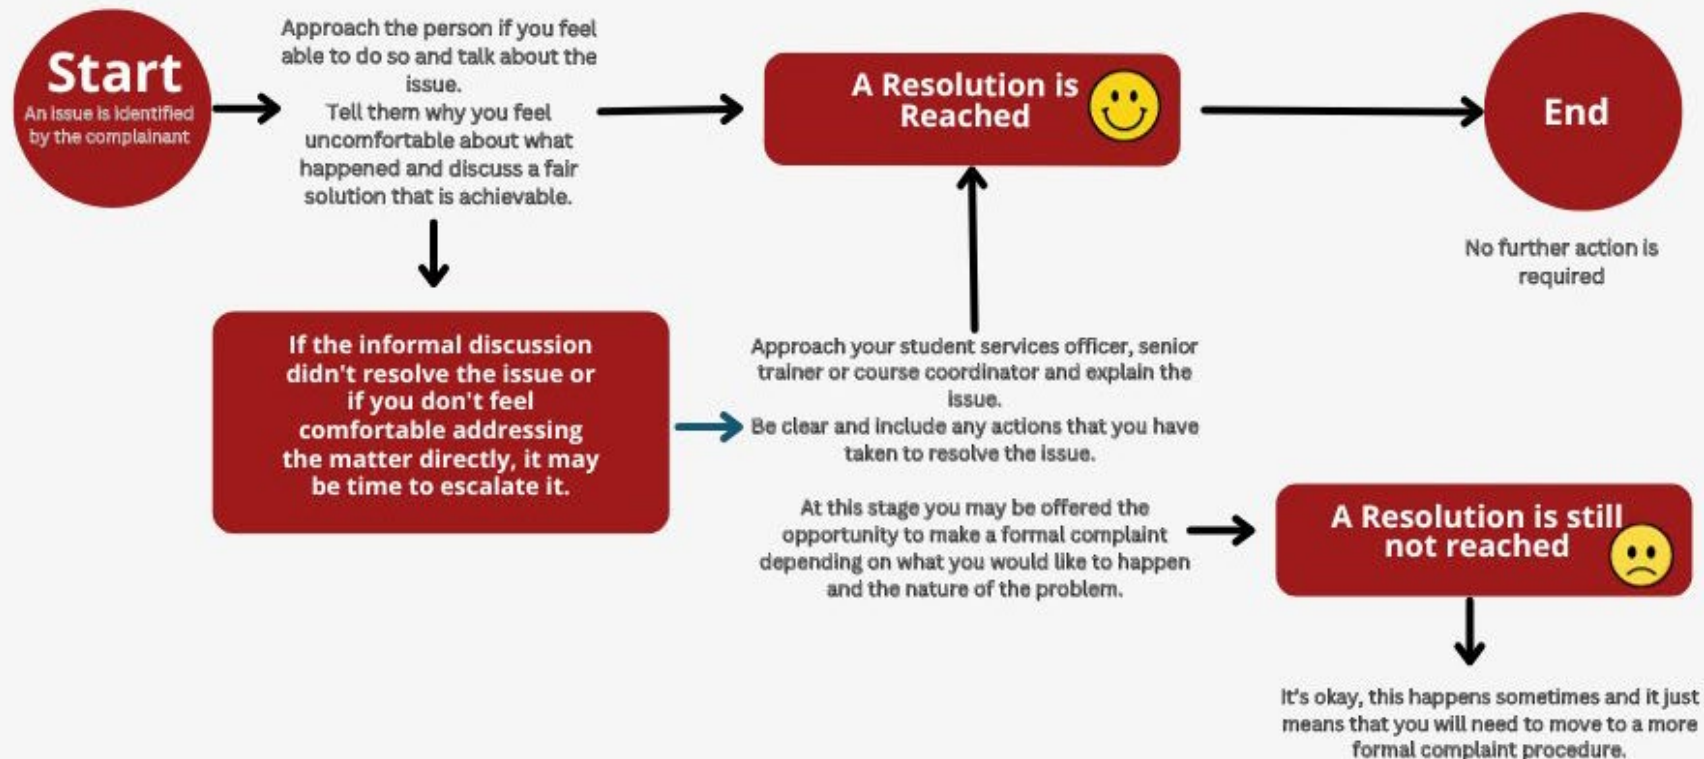 Start
An issue is identified
by the complainant
Approach the person if you feel
able to do so and talk about the
issue.
Tell them why you feel
uncomfortable about what
happened and discuss a fair
solution that is achievable.
A Resolution is
Reached
End
No further action is
required
If the informal discussion
didn't resolve the issue or
if you don't feel
comfortable addressing
the matter directly, it may
be time to escalate it.
Approach your student services officer, senior
trainer or course coordinator and explain the
issue.
Be clear and include any actions that you have
taken to resolve the issue.
At this stage you may be offered the
opportunity to make a formal complaint
depending on what you would like to happen
and the nature of the problem.
A Resolution is still
not reached
It's okay, this happens sometimes and it just
means that you will need to move to a more
formal complaint procedure.